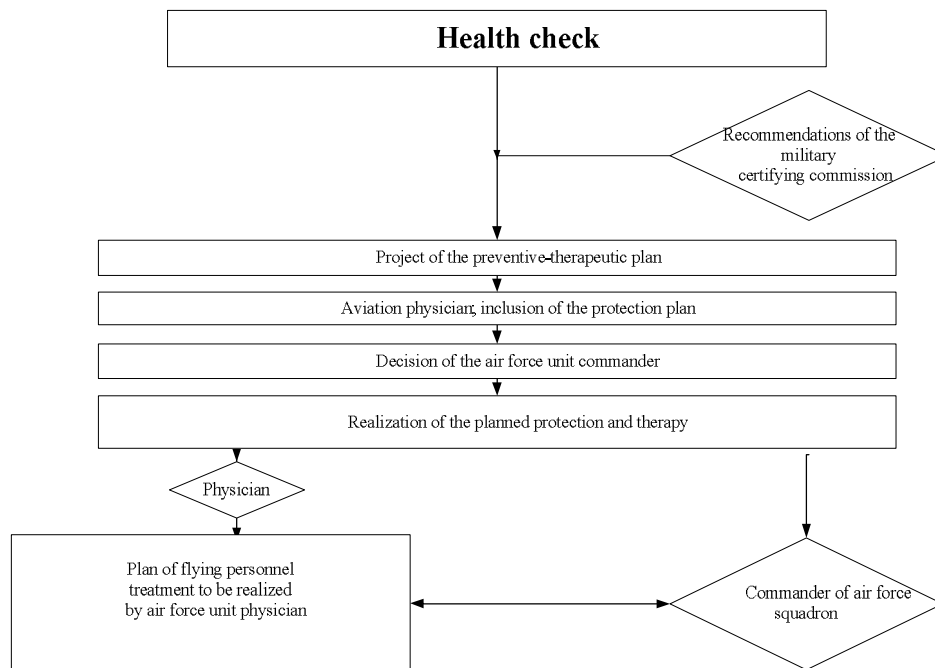 Health check
Recommendations of the
military
certifying commission
Project of the preventive-therapeutic plan
Aviation physician; inclusion of the protection plan
Decision of the air force unit commander
Realization of the planned protection and therapy
Physician
Plan of flying personnel
treatment to be realized
by air force unit physician
Commander of air force
squadron